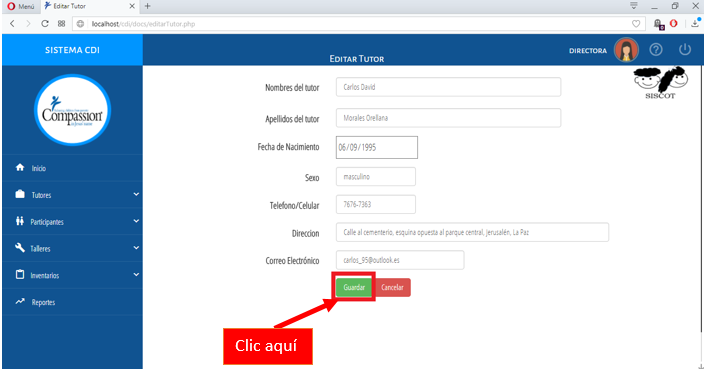 Menú
Editar Tutor
localhost/cdi/docs/editarTutor.php
SISTEMA CDI
DIRECTORA
EDITAR TUTOR
SISCOT
Compassion
Inicio
Tutores
Participantes
Talleres
Inventarios
Reportes
Nombres del tutor
Carlos David
Apellidos del tutor
Morales Orellana
Fecha de Nacimiento
06/09/1995
Sexo
masculino
Telefono/Celular
7676-7363
Direccion
Calle al cementerio, esquina opuesta al parque central, Jerusalén, La Paz
Correo Electrónico
carlos_95@outlook.es
Guardar Cancelar
Clic aquí